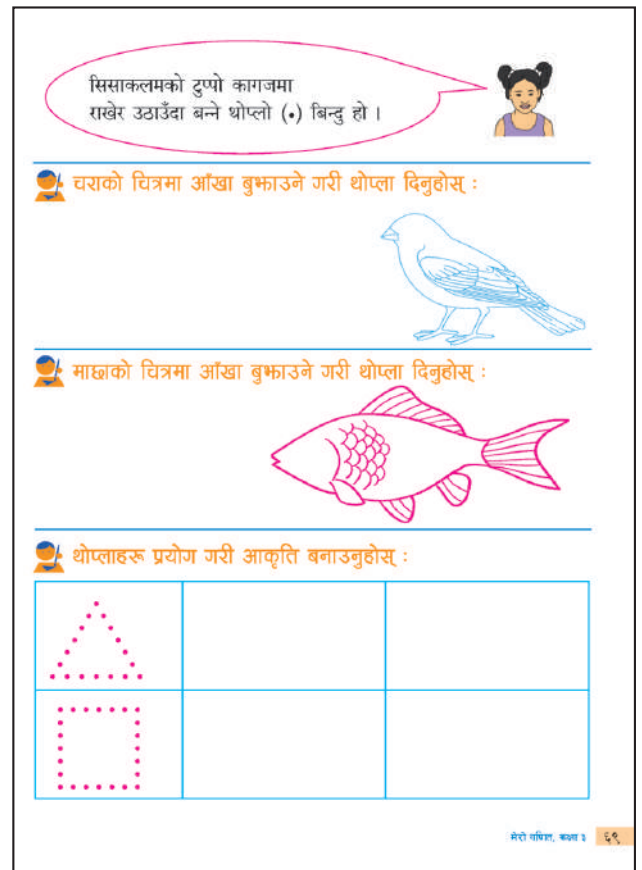 सिसाकलमको टुप्पो कागजमा
राखेर उठाउँदा बन्ने थोप्लो (•) बिन्दु हो ।
चराको चित्रमा आँखा बुझाउने गरी थोप्ला दिनुहोस् :
माछाको चित्रमा आँखा बुझाउने गरी थोप्ला दिनुहोस् :
थोप्लाहरू प्रयोग गरी आकृति बनाउनुहोस् :
मेरो गणित, कक्षा ३ ६९